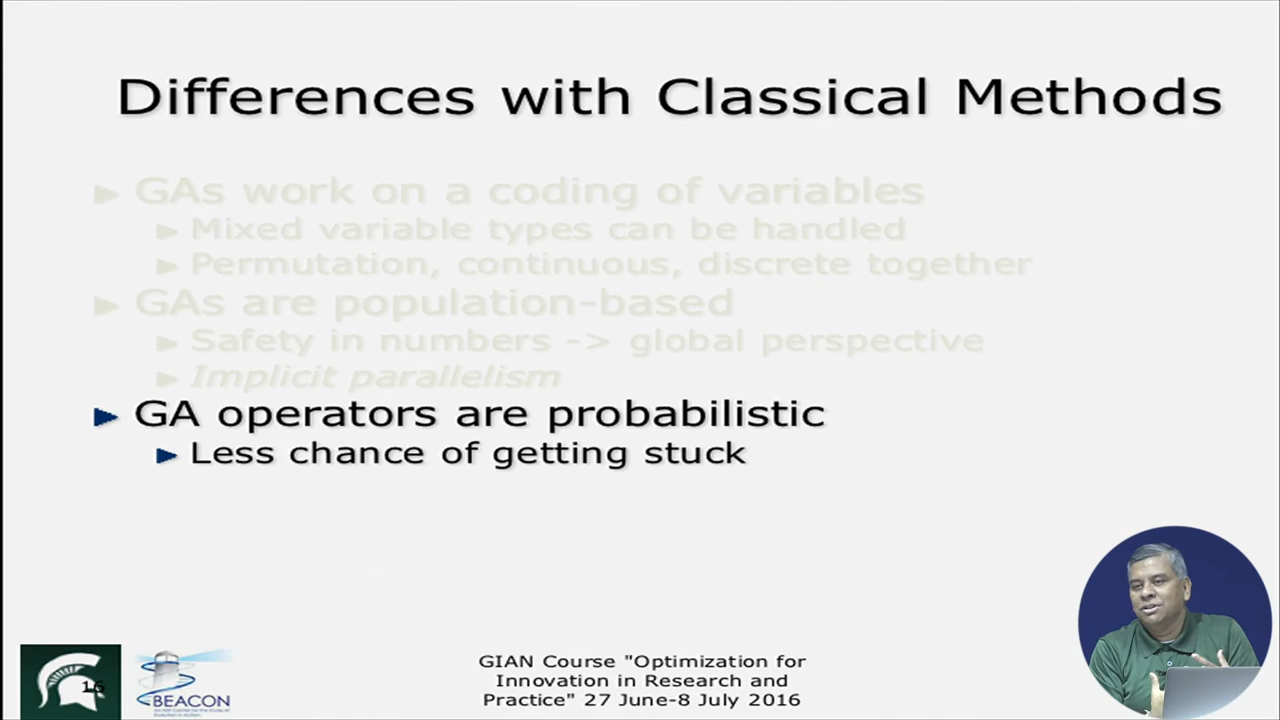 Differences with Classical Methods
GAs work on a coding of variables
Mixed variable types can be handled
Permutation, continuous, discrete together
GAs are population-based
Safety in numbers -> global perspective
Implicit parallelism
GA operators are probabilistic
Less chance of getting stuck
16
BEACON
GIAN Course "Optimization for
Innovation in Research and
Practice" 27 June-8 July 2016